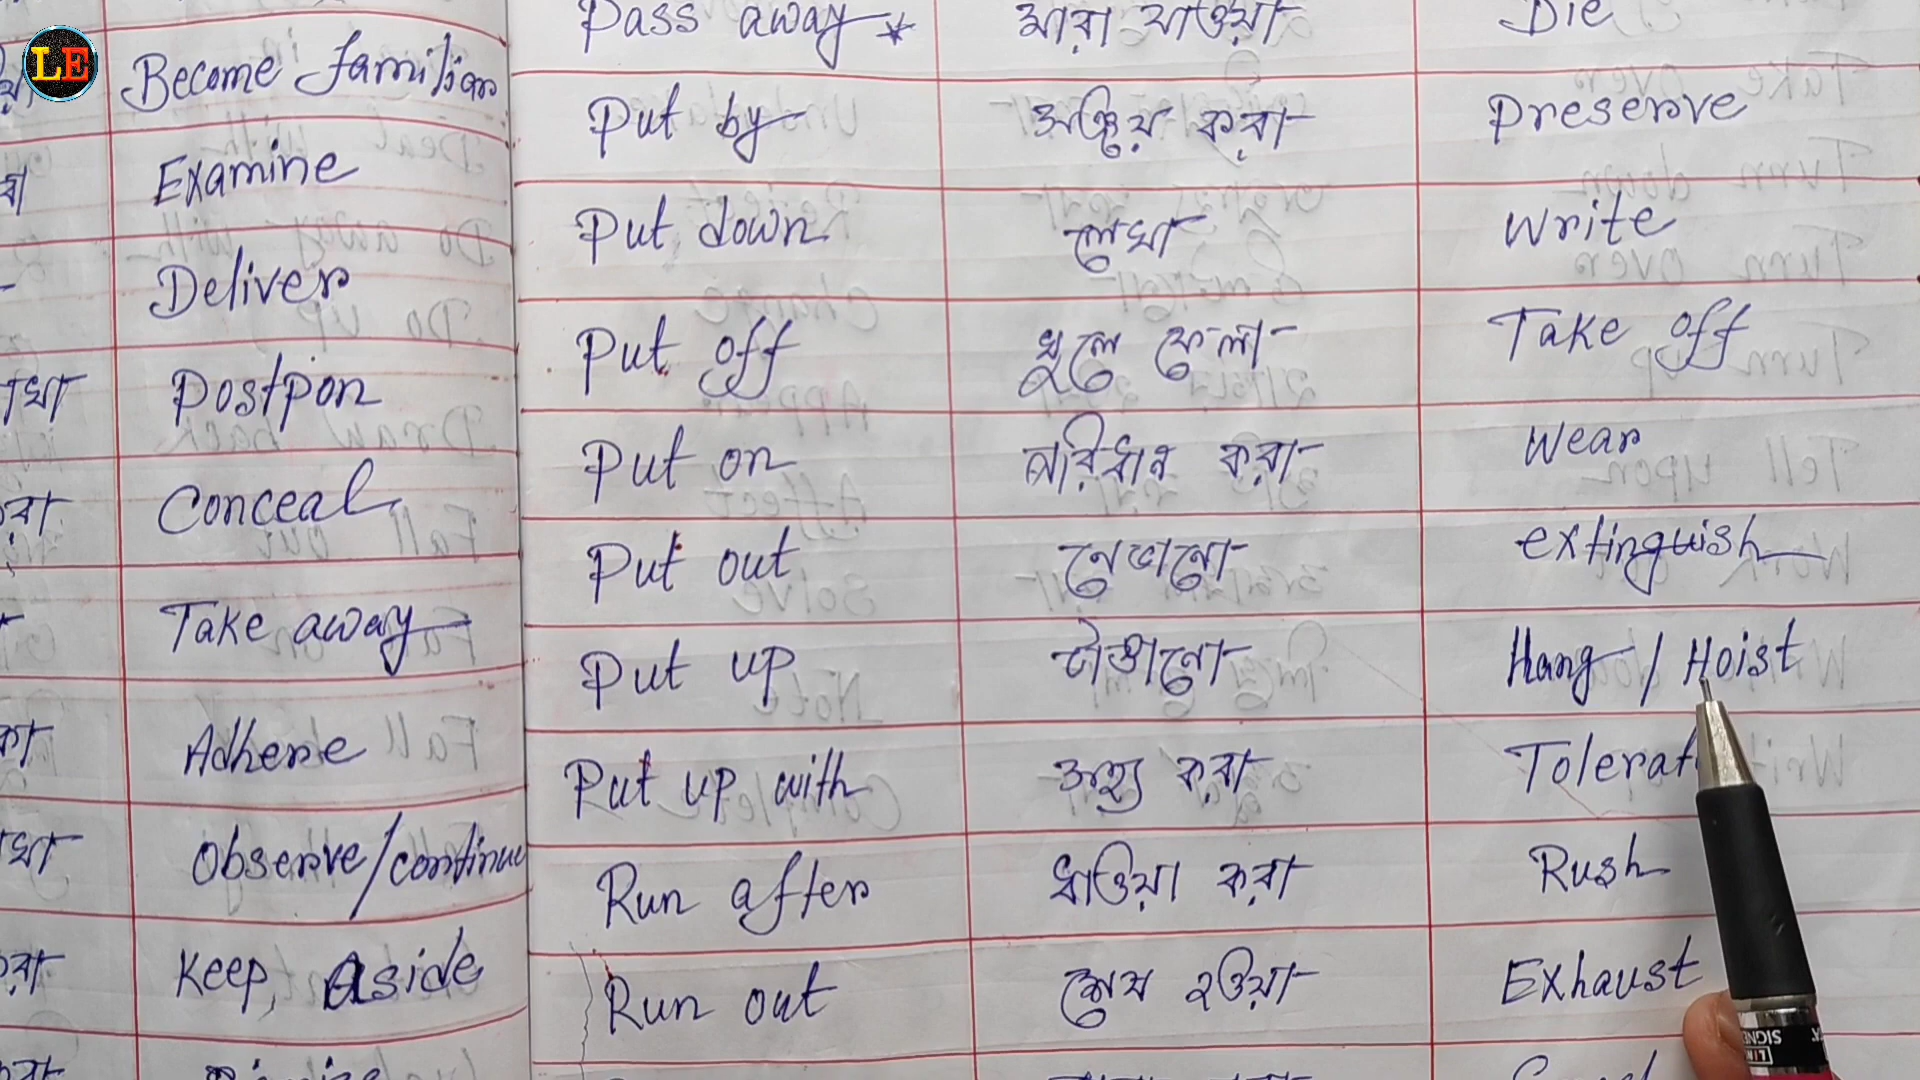 LE
Become familiar
Examine
Deliver
Postpon
Conceal
Take away
Adhere
Observe/continue
Keep, Aside
Pass away * মারা যাওয়া Die
Put by সঞ্চয় করা Preserve
Put down লেখা Write
Put off খুলে ফেলা Take off
Put on পরিধান করা Wear
Put out নেভানো extinguish
Put up টাঙানো Hang / Hoist
Put up with সহ্য করা Tolerat
Run after ধাওয়া করা Rush
Run out শেষ হওয়া Exhaust